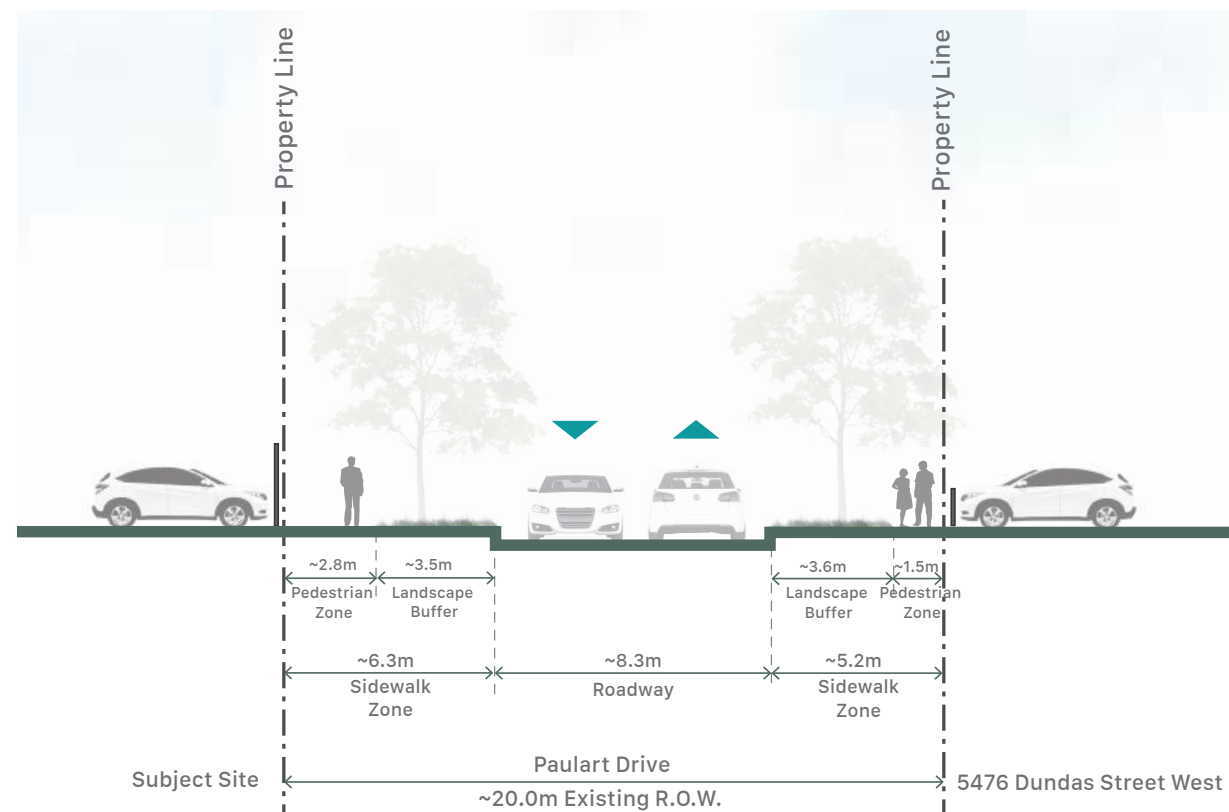 Property Line
Property Line
~2.8m
Pedestrian
Zone
~3.5m
Landscape
Buffer
~3.6m
Landscape
Buffer
~1.5m
Pedestrian
Zone
~6.3m
Sidewalk
Zone
~8.3m
Roadway
~5.2m
Sidewalk
Zone
Subject Site
Paulart Drive
~20.0m Existing R.O.W.
5476 Dundas Street West